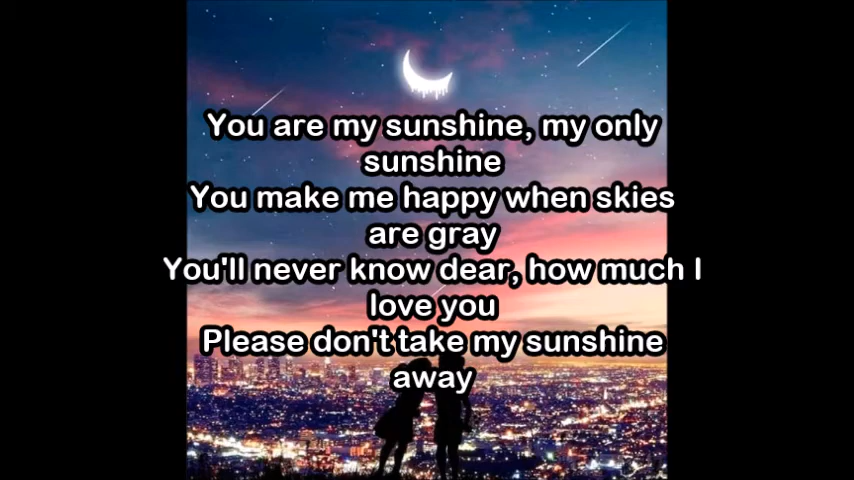 You are my sunshine, my only
sunshine
You make me happy when skies
are gray
You'll never know dear, how much I
love you
Please don't take my sunshine
away